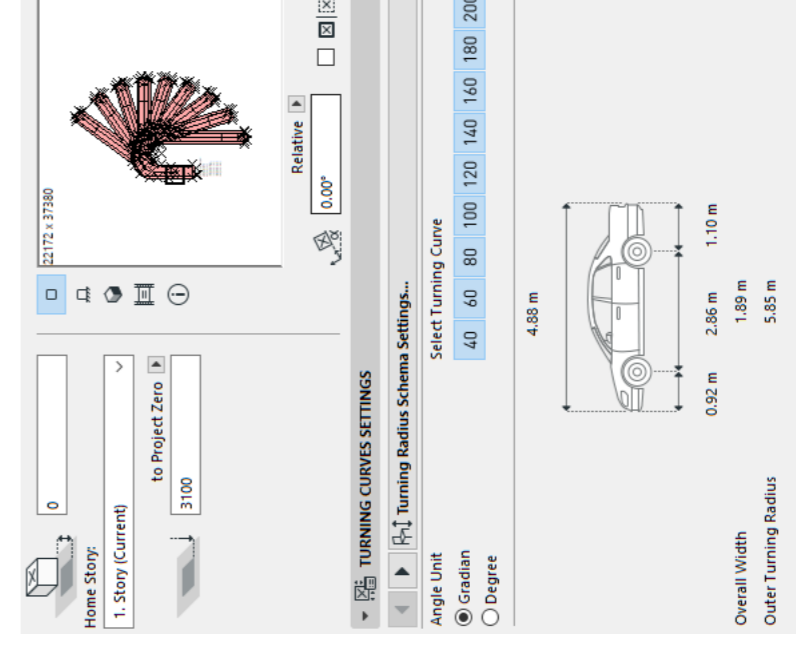 0
Home Story:
1. Story (Current)
to Project Zero
3100
22172 x 37380
Relative
0.00°
TURNING CURVES SETTINGS
Turning Radius Schema Settings...
Angle Unit
Gradian
Degree
Select Turning Curve
40 60 80 100 120 140 160 180 200
4.88 m
0.92 m 2.86 m 1.10 m
Overall Width 1.89 m
Outer Turning Radius 5.85 m